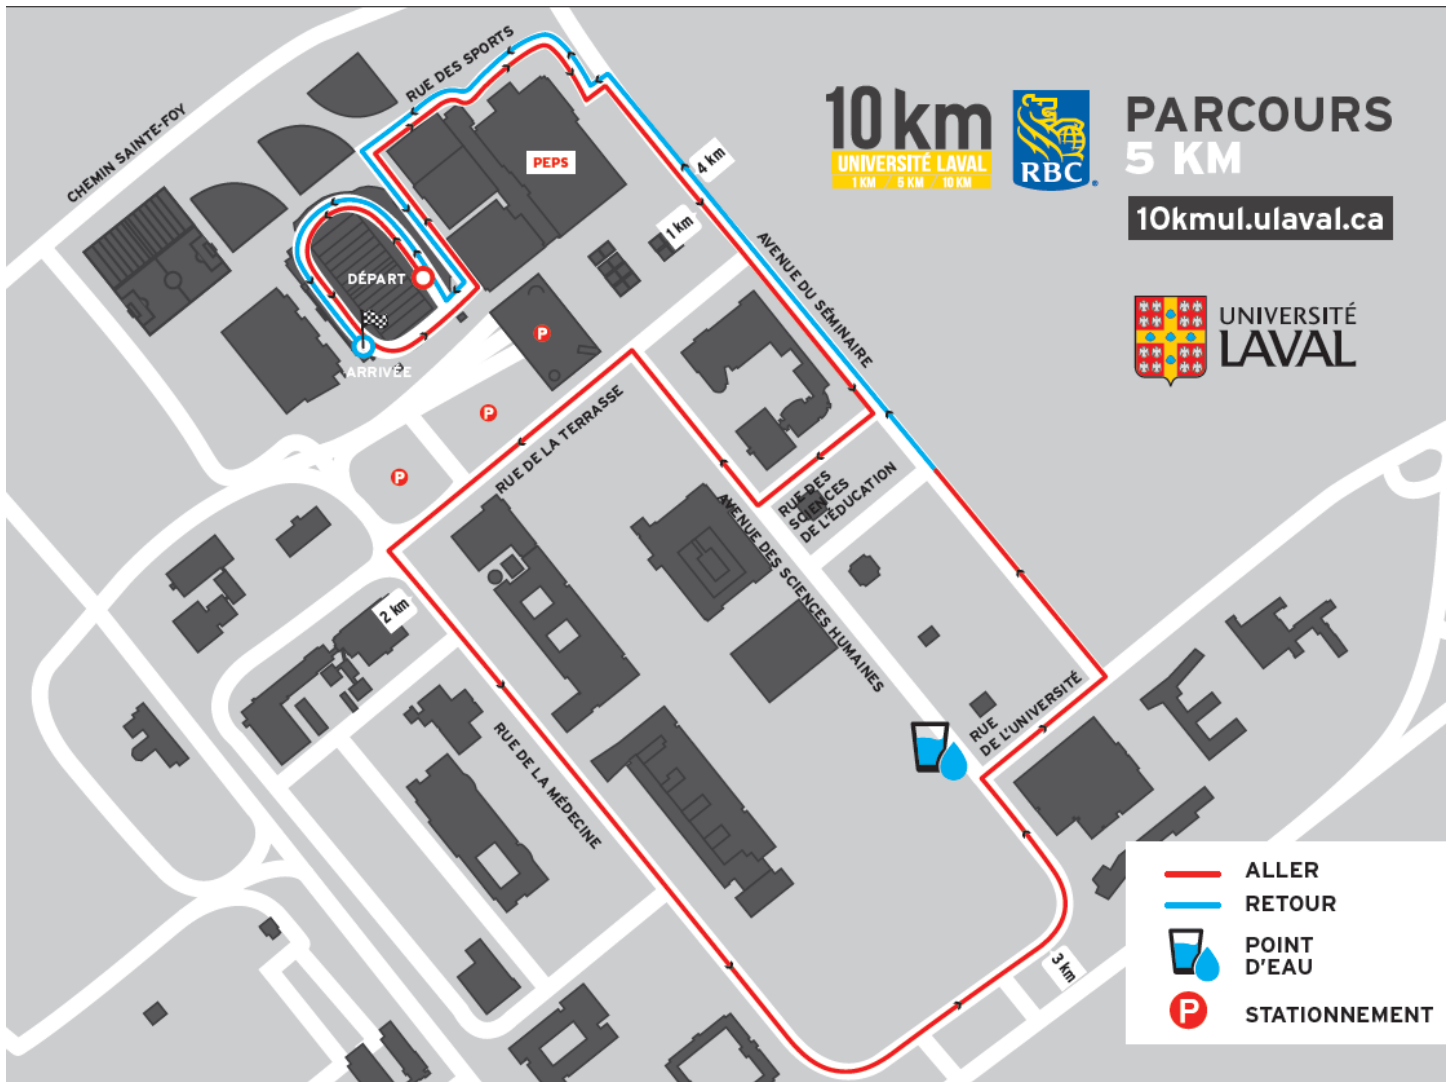 10 km
UNIVERSITÉ LAVAL
1 KM / 5 KM / 10 KM
RBC
PARCOURS
5 KM
10kmul.ulaval.ca
UNIVERSITÉ
LAVAL
CHEMIN SAINTE-FOY
RUE DES SPORTS
PEPS
4 km
1 km
AVENUE DU SÉMINAIRE
DÉPART
ARRIVÉE
P
P
P
RUE DE LA TERRASSE
RUE DES
SCIENCES
DE L'ÉDUCATION
AVENUE DES SCIENCES HUMAINES
2 km
RUE DE LA MÉDECINE
RUE
DE L'UNIVERSITÉ
3 km
ALLER
RETOUR
POINT
D'EAU
P
STATIONNEMENT